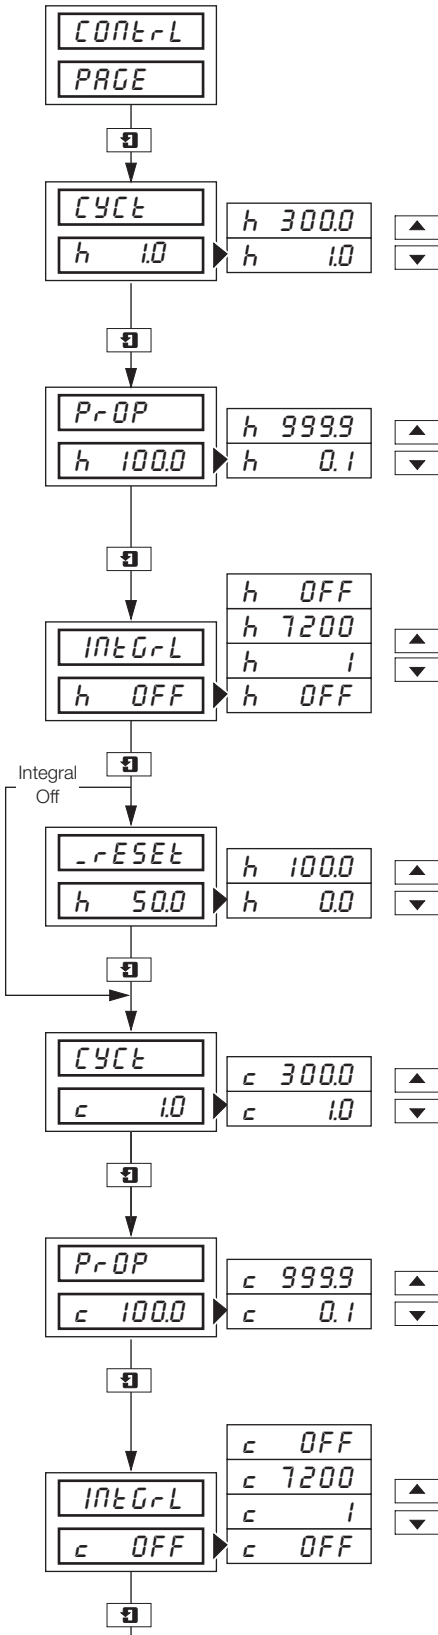 CONtrL
PAGE
CYCt
h 1.0
h 300.0
h 1.0
PrOP
h 100.0
h 999.9
h 0.1
INtGrL
h OFF
h OFF
h 7200
h 1
h OFF
Integral
Off
_rESEt
h 50.0
h 100.0
h 0.0
CYCt
c 1.0
c 300.0
c 1.0
PrOP
c 100.0
c 999.9
c 0.1
INtGrL
c OFF
c OFF
c 7200
c 1
c OFF